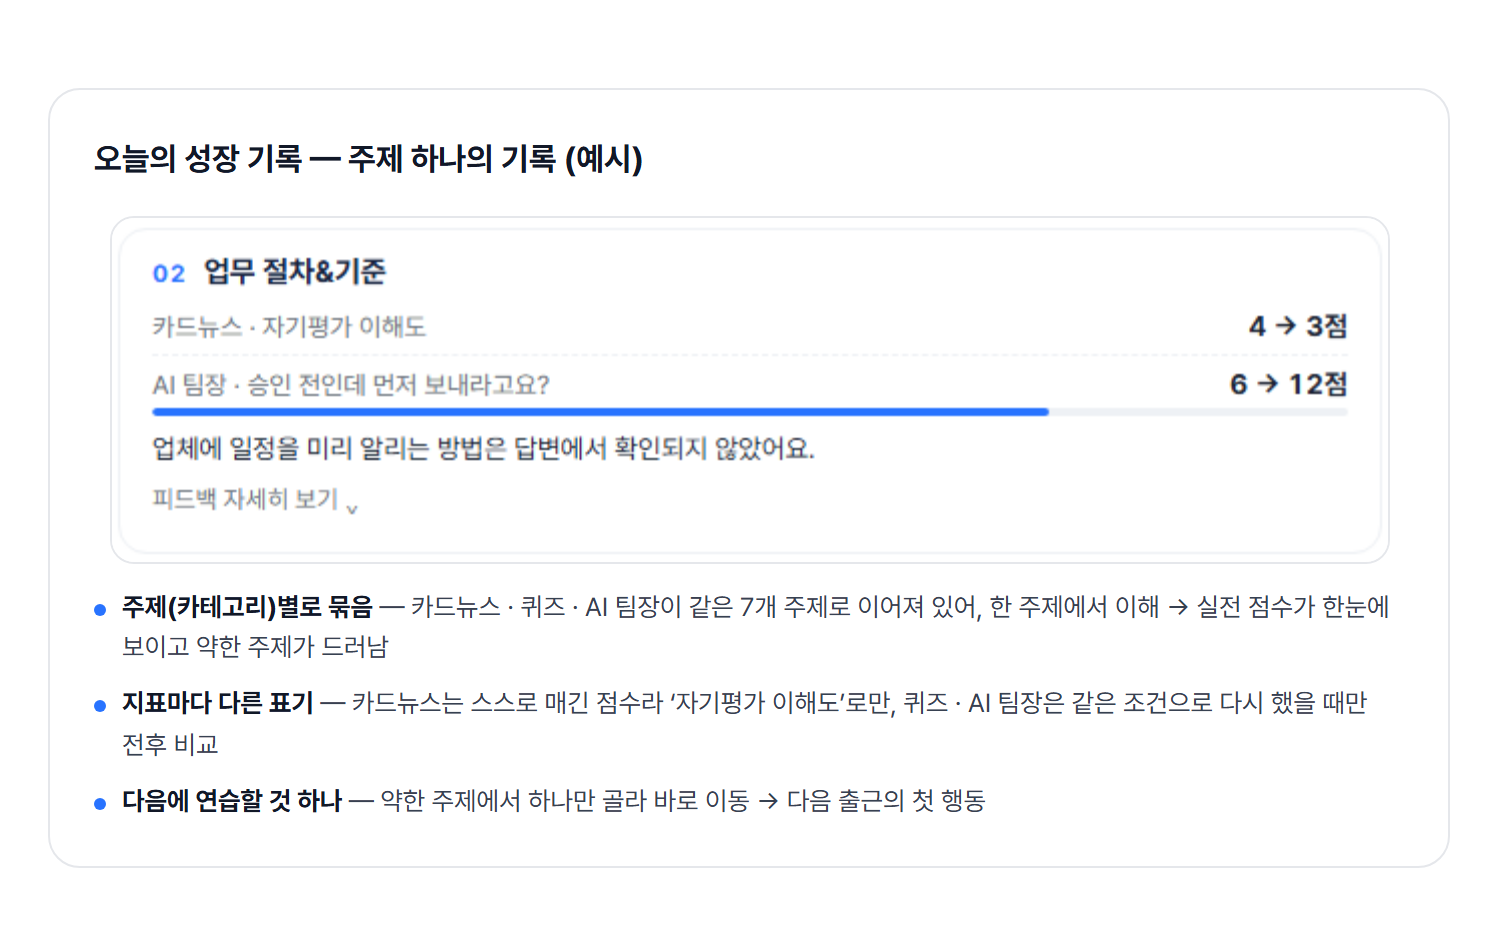 오늘의 성장 기록 — 주제 하나의 기록 (예시)
02 업무 절차&기준
카드뉴스 · 자기평가 이해도 4 → 3점
AI 팀장 · 승인 전인데 먼저 보내라고요? 6 → 12점
업체에 일정을 미리 알리는 방법은 답변에서 확인되지 않았어요.
피드백 자세히 보기
주제(카테고리)별로 묶음 — 카드뉴스 · 퀴즈 · AI 팀장이 같은 7개 주제로 이어져 있어, 한 주제에서 이해 → 실전 점수가 한눈에
보이고 약한 주제가 드러남
지표마다 다른 표기 — 카드뉴스는 스스로 매긴 점수라 ‘자기평가 이해도’로만, 퀴즈 · AI 팀장은 같은 조건으로 다시 했을 때만
전후 비교
다음에 연습할 것 하나 — 약한 주제에서 하나만 골라 바로 이동 → 다음 출근의 첫 행동